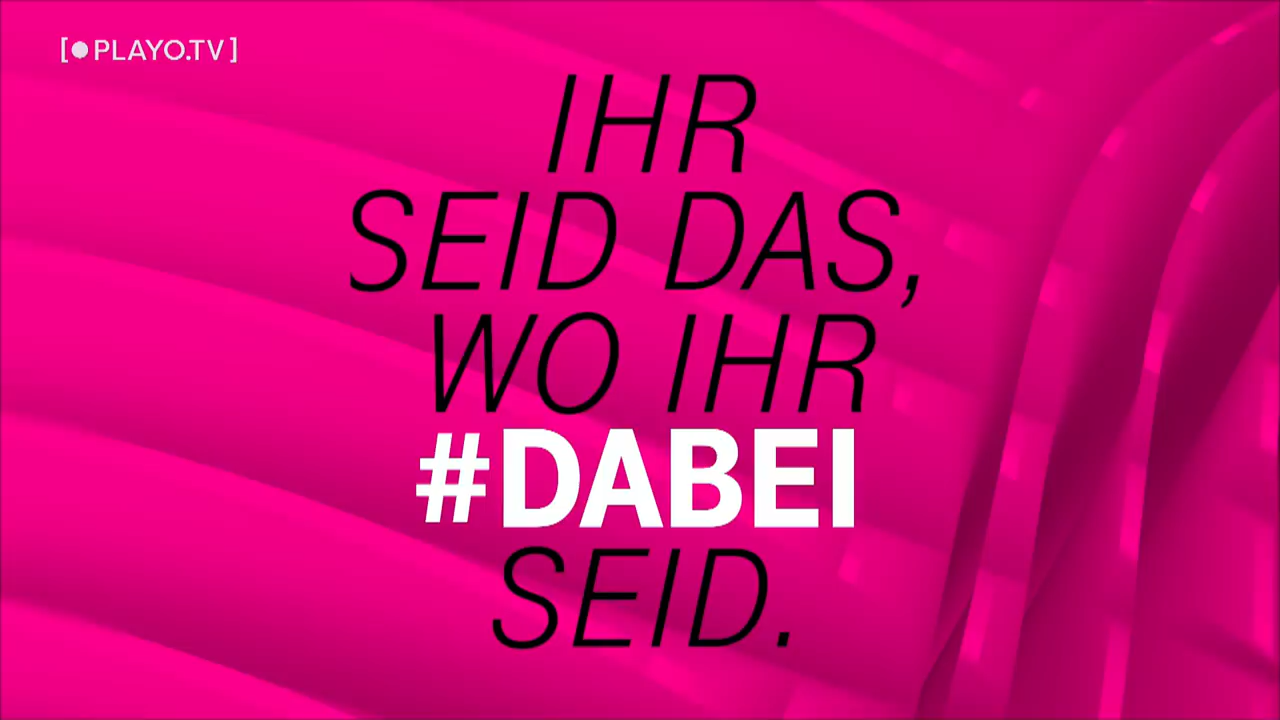 [●PLAYO.TV]
IHR
SEID DAS,
WO IHR
#DABEI
SEID.